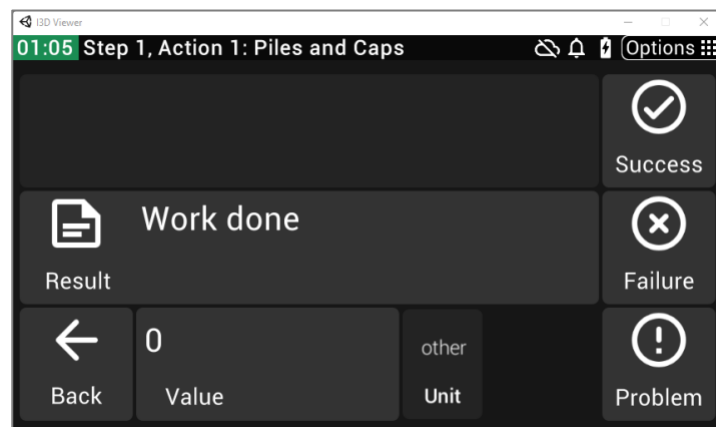 I3D Viewer
01:05 Step 1, Action 1: Piles and Caps Options
Success
Work done
Result
Failure
0
other
Back Value Unit Problem